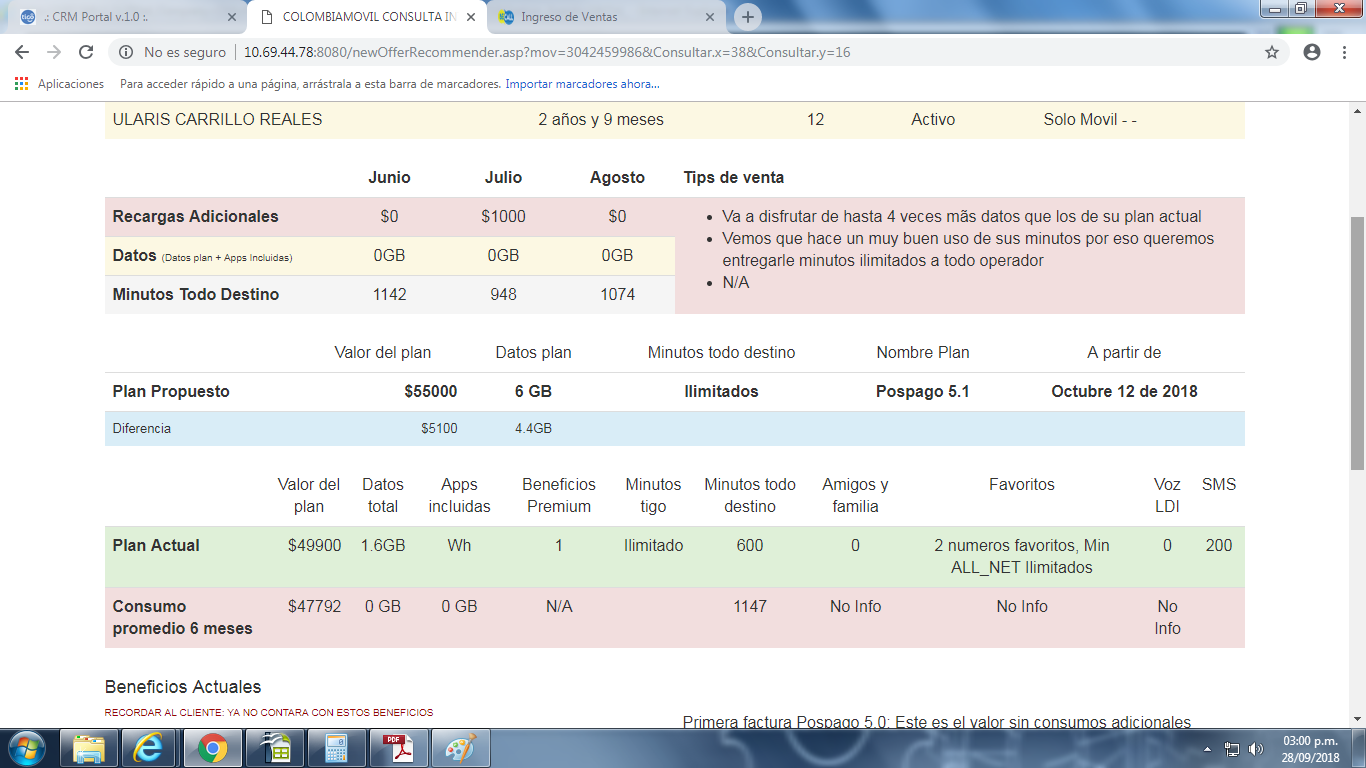 .: CRM Portal v.1.0 :.
COLOMBIAMOVIL CONSULTA IN
Ingreso de Ventas
No es seguro
10.69.44.78:8080/newOfferRecommender.asp?mov=3042459986&Consultar.x=38&Consultar.y=16
Aplicaciones
Para acceder rápido a una página, arrástrala a esta barra de marcadores. Importar marcadores ahora...
ULARIS CARRILLO REALES 2 años y 9 meses 12 Activo Solo Movil - -
Junio Julio Agosto Tips de venta
Recargas Adicionales $0 $1000 $0
Datos (Datos plan + Apps Incluidas) 0GB 0GB 0GB
Minutos Todo Destino 1142 948 1074
• Va a disfrutar de hasta 4 veces mãs datos que los de su plan actual
• Vemos que hace un muy buen uso de sus minutos por eso queremos
entregarle minutos ilimitados a todo operador
• N/A
Valor del plan Datos plan Minutos todo destino Nombre Plan A partir de
Plan Propuesto $55000 6 GB Ilimitados Pospago 5.1 Octubre 12 de 2018
Diferencia $5100 4.4GB
Valor del Datos Apps Beneficios Minutos Minutos todo Amigos y Favoritos Voz SMS
plan total incluidas Premium tigo destino familia LDI
Plan Actual $49900 1.6GB Wh 1 Ilimitado 600 0 2 numeros favoritos, Min 0 200
ALL_NET Ilimitados
Consumo $47792 0 GB 0 GB N/A 1147 No Info No Info No
promedio 6 meses Info
Beneficios Actuales
RECORDAR AL CLIENTE: YA NO CONTARA CON ESTOS BENEFICIOS
Primera factura Pospago 5.0: Este es el valor sin consumos adicionales
PDF
03:00 p.m.
28/09/2018